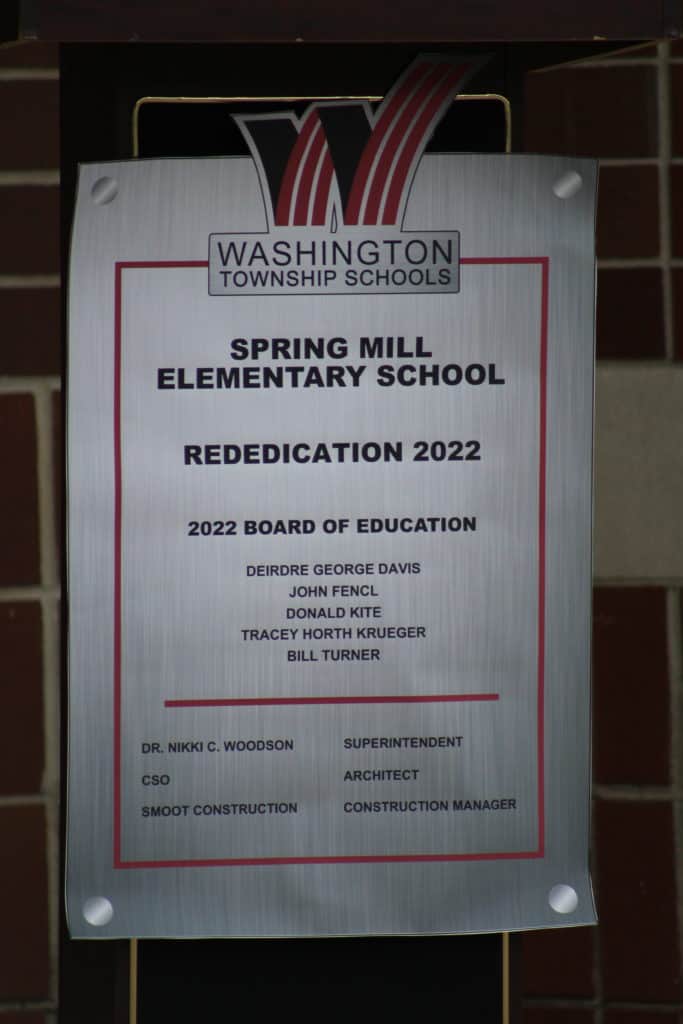 WASHINGTON
TOWNSHIP SCHOOLS
SPRING MILL
ELEMENTARY SCHOOL
REDEDICATION 2022
2022 BOARD OF EDUCATION
DEIRDRE GEORGE DAVIS
JOHN FENCL
DONALD KITE
TRACEY HORTH KRUEGER
BILL TURNER
DR. NIKKI C. WOODSON SUPERINTENDENT
CSO ARCHITECT
SMOOT CONSTRUCTION CONSTRUCTION MANAGER